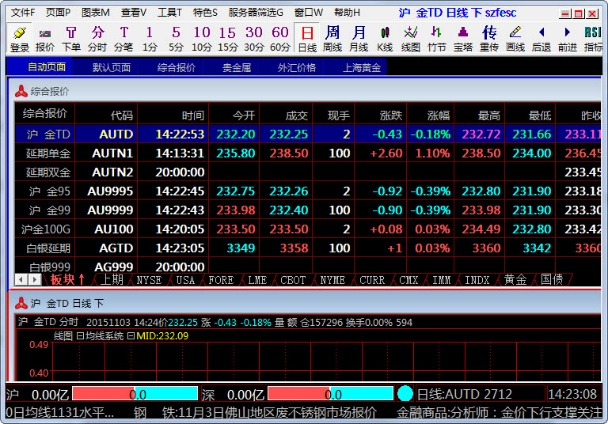 文件F 页面P 图表M 查看V 工具T 特色S 服务器筛选G 窗口W 帮助H 沪 金TD 日线 下 szfesc
分 时 T 1 5 10 15 30 60 日 周 月 RSI
登录 报价 下单 分时 分笔 1分 5分 10分 15分 30分 60分 日线 周线 月线 K线 线图 竹节 宝塔 重传 画线 后退 前进 指标
自动页面 默认页面 综合报价 贵金属 外汇价格 上海黄金
综合报价
综合报价 代码 时间 今开 成交 现手 涨跌 涨幅 最高 最低 昨收
沪 金TD AUTD 14:22:53 232.20 232.25 2 -0.43 -0.18% 232.72 231.66 233.11
延期单金 AUTN1 14:13:31 235.80 238.50 100 +2.60 1.10% 238.50 234.00 236.45
延期双金 AUTN2 20:00:00 233.45
沪 金95 AU9995 14:22:45 232.75 232.26 2 -0.92 -0.39% 232.80 231.90 233.18
沪 金99 AU9999 14:22:43 233.98 232.40 100 -0.90 -0.39% 233.98 231.90 233.30
沪金100G AU100 14:20:05 233.50 233.50 2 +0.08 0.03% 234.49 232.80 233.42
白银延期 AGTD 14:23:05 3349 3358 100 +1 0.03% 3360 3342 3360
白银999 AG999 20:00:00
板块↑ 上期 NYSE USA FORE LME CBOT NYME CURR CMX IMM INDX 黄金 国债
沪 金TD 日线 下
沪 金TD 分时 20151103 14:24价232.25 涨 -0.43 -0.18% 量 额 仓157296 换手0.00% 594
线图 日均线系统 曰MID:232.09
0.49
0.40
沪 0.00亿 0.0 深 0.00亿 0.0 日线:AUTD 2712 14:23:08
0日均线1131水平... 钢 铁:11月3日佛山地区废不锈钢市场报价 金融商品:分析师：金价下行支撑关注